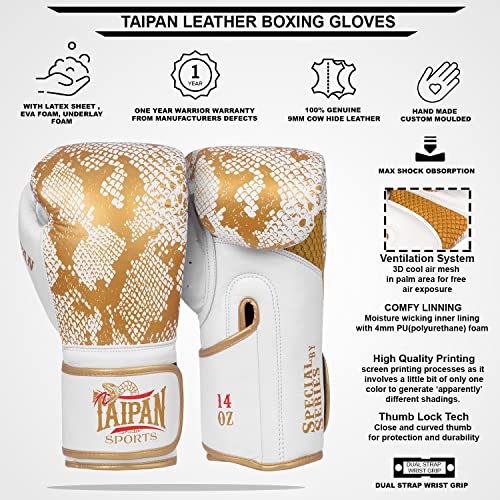 TAIPAN LEATHER BOXING GLOVES
WITH LATEX SHEET ,
EVA FOAM, UNDERLAY
FOAM
1
YEAR
ONE YEAR WARRIOR WARRANTY
FROM MANUFACTURERS DEFECTS
100% GENUINE
9MM COW HIDE LEATHER
HAND MADE
CUSTOM MOULDED
MAX SHOCK OBSORPTION
Ventilation System
3D cool air mesh
in palm area for free
air exposure
COMFY LINNING
Moisture wicking inner lining
with 4mm PU(polyurethane) foam
High Quality Printing
screen printing processes as it
involves a little bit of only one
color to generate 'apparently'
different shadings.
Thumb Lock Tech
Close and curved thumb
for protection and durability
DUAL STRAP
WRIST GRIP
DUAL STRAP WRIST GRIP
TAIPAN
SPORTS
14
OZ
SPECIAL BY
SERIES